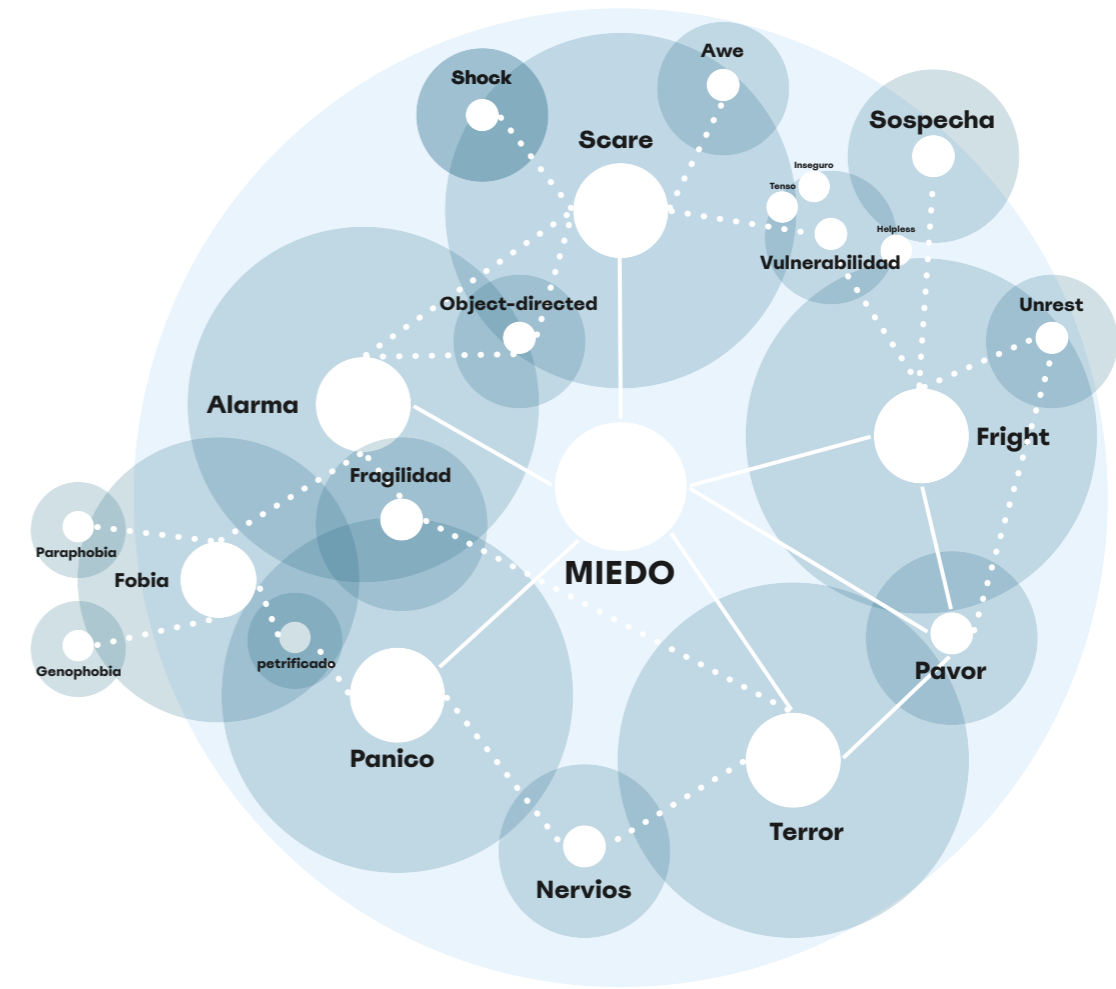 Awe
Shock
Sospecha
Scare
Inseguro
Tenso
Helpless
Vulnerabilidad
Object-directed
Unrest
Alarma
Fright
Fragilidad
Paraphobia
MIEDO
Fobia
petrificado
Genophobia
Pavor
Panico
Terror
Nervios